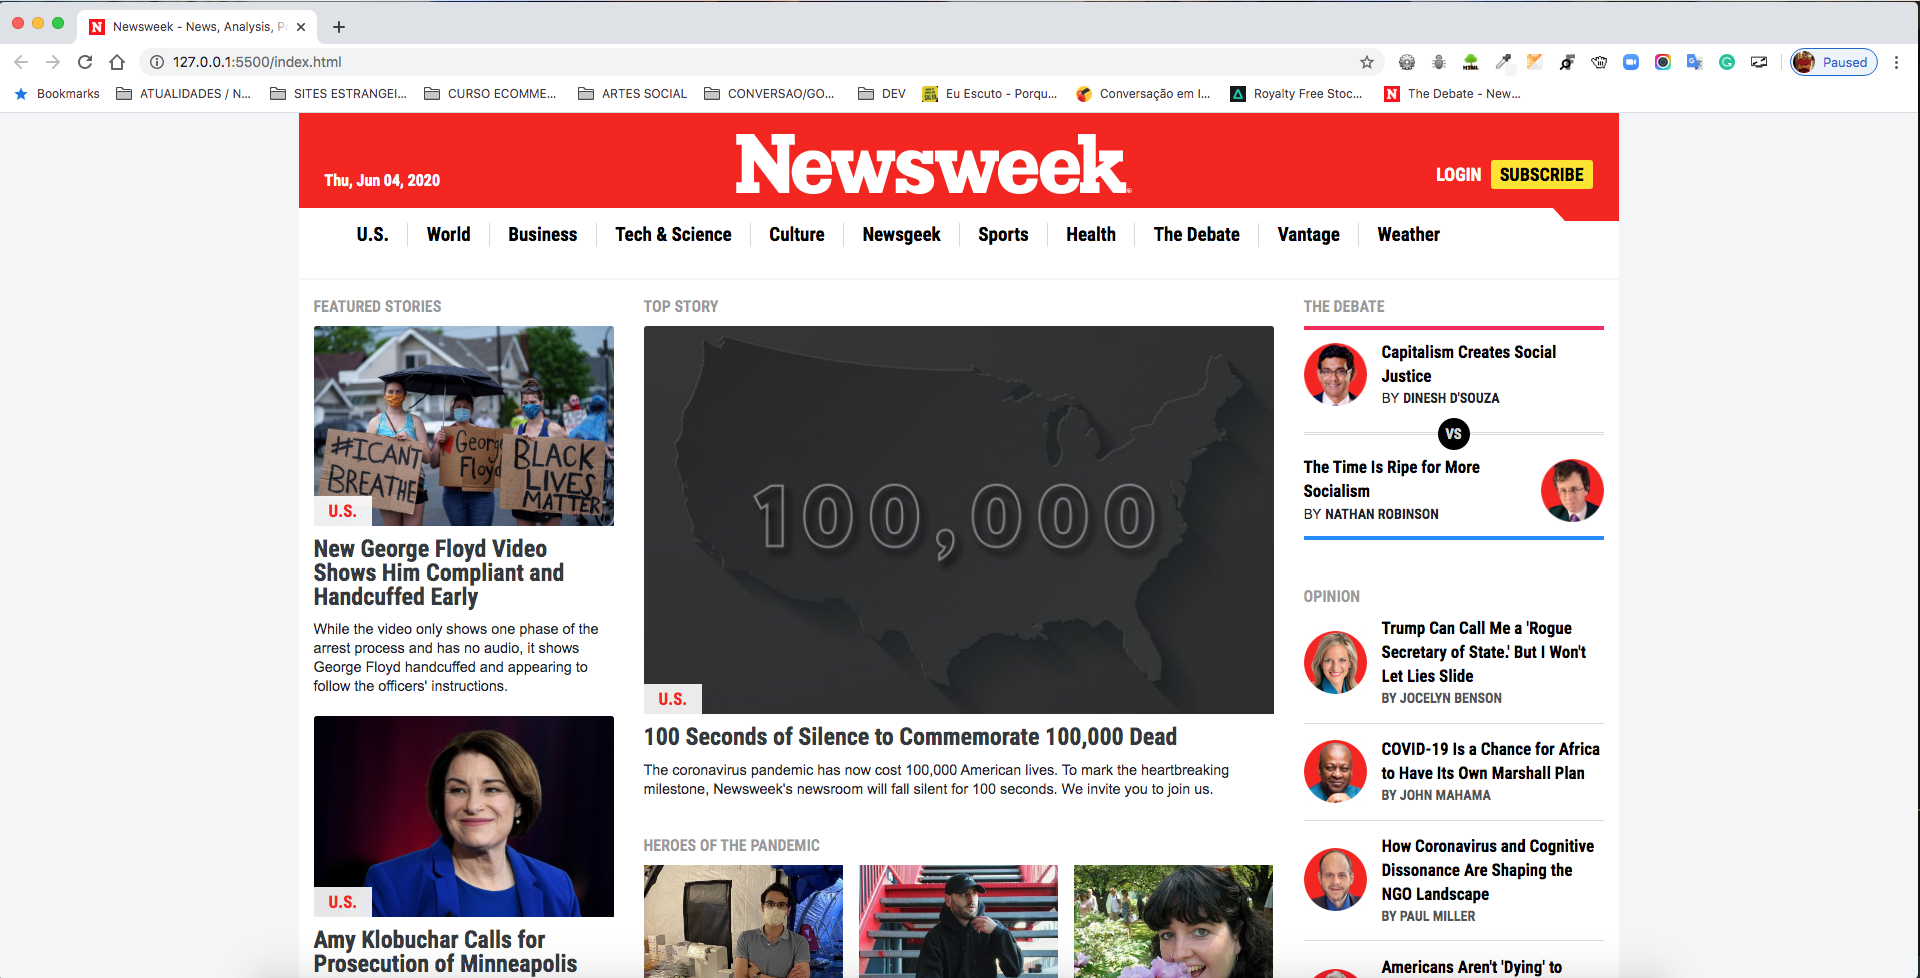 Newsweek - News, Analysis, P
127.0.0.1:5500/index.html
Paused
Bookmarks
ATUALIDADES / N...
SITES ESTRANGEI...
CURSO ECOMME...
ARTES SOCIAL
CONVERSAO/GO...
DEV
Eu Escuto - Porqu...
Conversação em I...
Royalty Free Stoc...
The Debate - New...
Thu, Jun 04, 2020
Newsweek
LOGIN
SUBSCRIBE
U.S.
World
Business
Tech & Science
Culture
Newsgeek
Sports
Health
The Debate
Vantage
Weather
FEATURED STORIES
#ICANT
BREATHE
George
Floyd
BLACK
LIVES
MATTER
U.S.
New George Floyd Video
Shows Him Compliant and
Handcuffed Early
While the video only shows one phase of the
arrest process and has no audio, it shows
George Floyd handcuffed and appearing to
follow the officers' instructions.
U.S.
Amy Klobuchar Calls for
Prosecution of Minneapolis
TOP STORY
100,000
U.S.
100 Seconds of Silence to Commemorate 100,000 Dead
The coronavirus pandemic has now cost 100,000 American lives. To mark the heartbreaking
milestone, Newsweek's newsroom will fall silent for 100 seconds. We invite you to join us.
HEROES OF THE PANDEMIC
THE DEBATE
Capitalism Creates Social
Justice
BY DINESH D'SOUZA
VS
The Time Is Ripe for More
Socialism
BY NATHAN ROBINSON
OPINION
Trump Can Call Me a 'Rogue
Secretary of State.' But I Won't
Let Lies Slide
BY JOCELYN BENSON
COVID-19 Is a Chance for Africa
to Have Its Own Marshall Plan
BY JOHN MAHAMA
How Coronavirus and Cognitive
Dissonance Are Shaping the
NGO Landscape
BY PAUL MILLER
Americans Aren't 'Dying' to